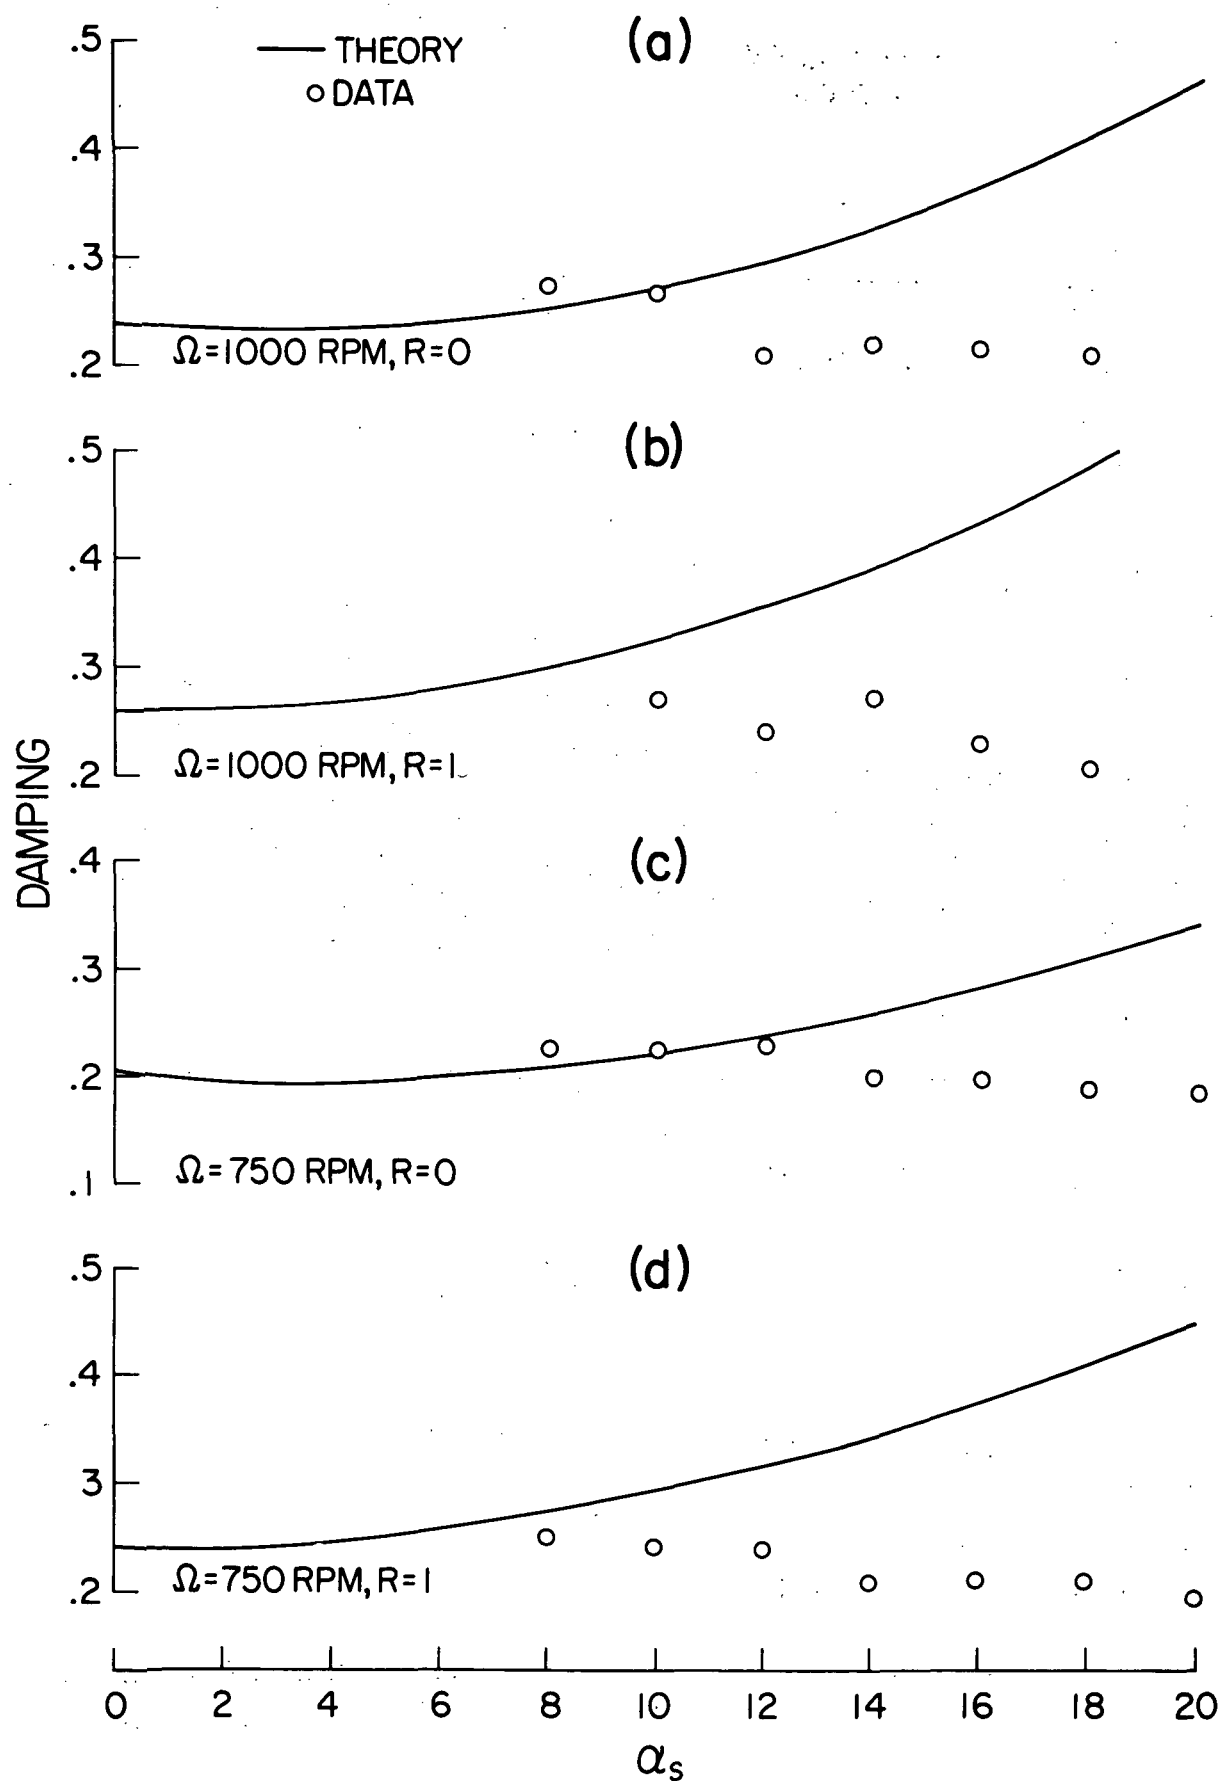 (a)
THEORY
DATA
.5
.4
.3
.2
Ω=1000 RPM, R=0
(b)
.5
.4
.3
.2
Ω=1000 RPM, R=1
DAMPING
(c)
.4
.3
.2
.1
Ω=750 RPM, R=0
(d)
.5
.4
.3
.2
Ω=750 RPM, R=1
0 2 4 6 8 10 12 14 16 18 20
αs